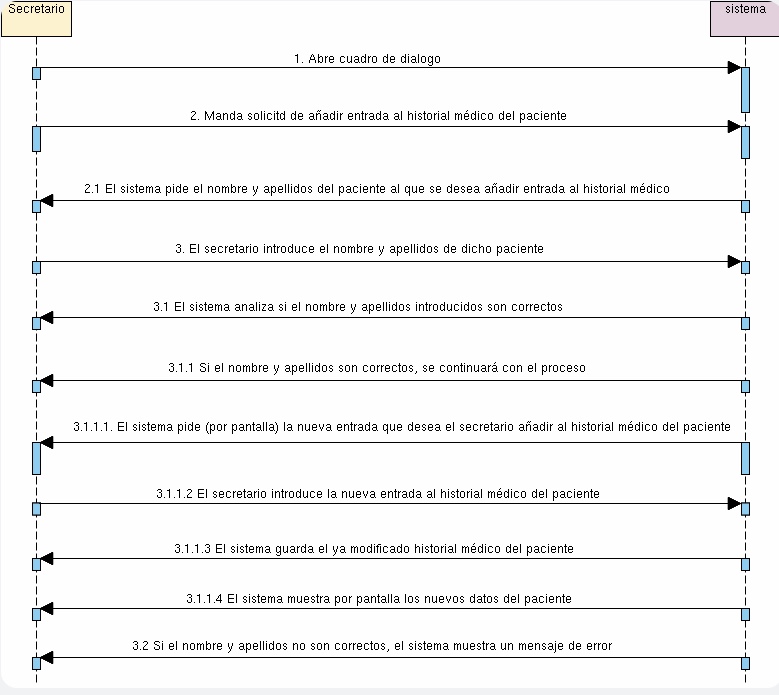 Secretario
sistema
1. Abre cuadro de dialogo
2. Manda solicitd de añadir entrada al historial médico del paciente
2.1 El sistema pide el nombre y apellidos del paciente al que se desea añadir entrada al historial médico
3. El secretario introduce el nombre y apellidos de dicho paciente
3.1 El sistema analiza si el nombre y apellidos introducidos son correctos
3.1.1 Si el nombre y apellidos son correctos, se continuará con el proceso
3.1.1.1. El sistema pide (por pantalla) la nueva entrada que desea el secretario añadir al historial médico del paciente
3.1.1.2 El secretario introduce la nueva entrada al historial médico del paciente
3.1.1.3 El sistema guarda el ya modificado historial médico del paciente
3.1.1.4 El sistema muestra por pantalla los nuevos datos del paciente
3.2 Si el nombre y apellidos no son correctos, el sistema muestra un mensaje de error